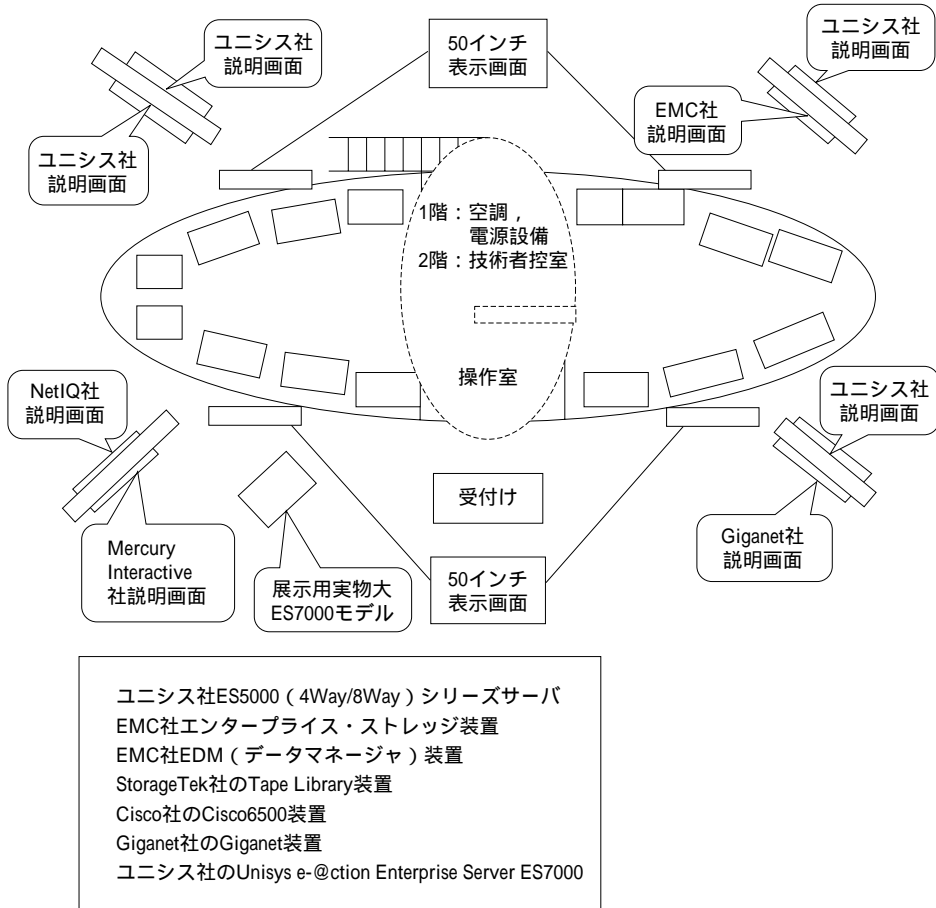 ユニシス社
説明画面
50インチ
表示画面
ユニシス社
説明画面
EMC社
説明画面
ユニシス社
説明画面
1階：空調，
電源設備
2階：技術者控室
操作室
NetIQ社
説明画面
ユニシス社
説明画面
受付け
Mercury
Interactive
社説明画面
展示用実物大
ES7000モデル
50インチ
表示画面
Giganet社
説明画面
ユニシス社ES5000（4Way/8Way）シリーズサーバ
EMC社エンタープライス・ストレッジ装置
EMC社EDM（データマネージャ）装置
StorageTek社のTape Library装置
Cisco社のCisco6500装置
Giganet社のGiganet装置
ユニシス社のUnisys e-@ction Enterprise Server ES7000